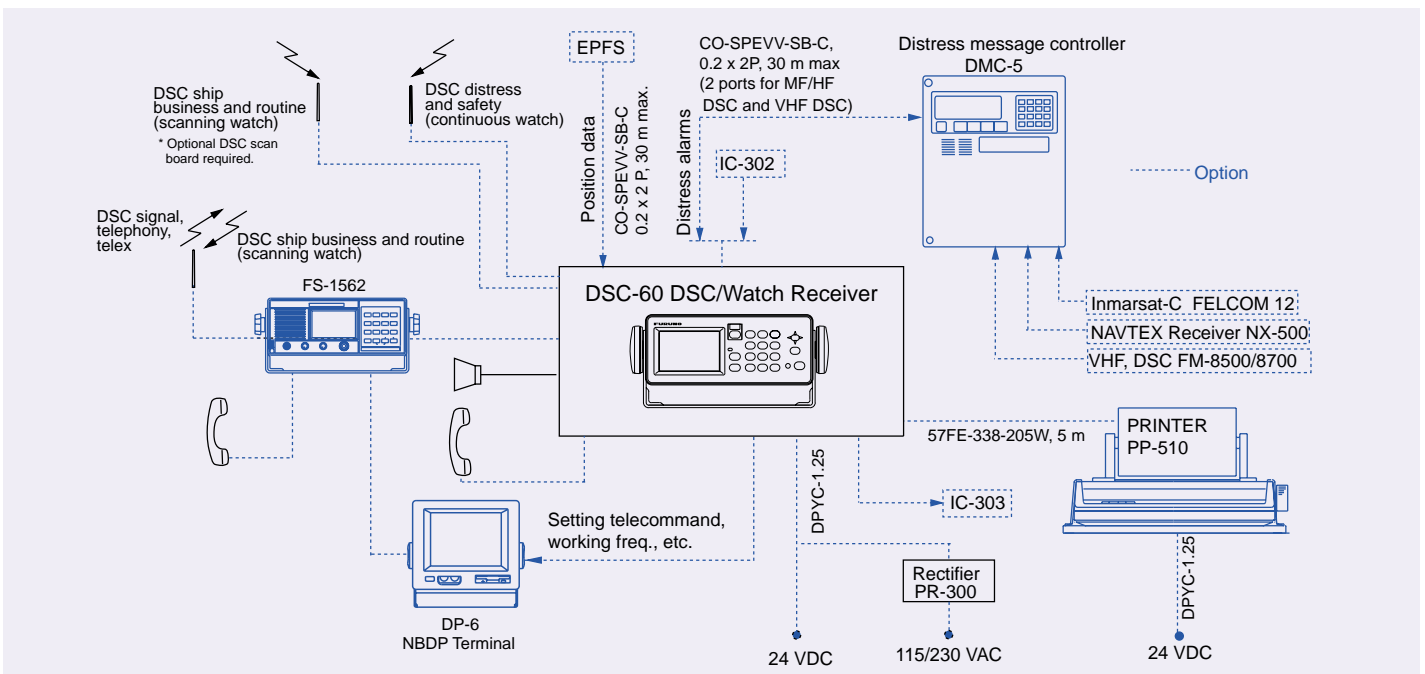 DSC ship
business and routine
(scanning watch)
* Optional DSC scan
board required.
DSC distress
and safety
(continuous watch)
EPFS
Position data
CO-SPEVV-SB-C
0.2 x 2 P, 30 m max.
CO-SPEVV-SB-C,
0.2 x 2P, 30 m max
(2 ports for MF/HF
DSC and VHF DSC)
Distress alarms
IC-302
Distress message controller
DMC-5
Option
DSC signal,
telephony,
telex
DSC ship business and routine
(scanning watch)
FS-1562
DSC-60 DSC/Watch Receiver
FURUNO
Inmarsat-C FELCOM 12
NAVTEX Receiver NX-500
VHF, DSC FM-8500/8700
57FE-338-205W, 5 m
PRINTER
PP-510
DPYC-1.25
IC-303
Setting telecommand,
working freq., etc.
Rectifier
PR-300
DPYC-1.25
DP-6
NBDP Terminal
24 VDC
115/230 VAC
24 VDC